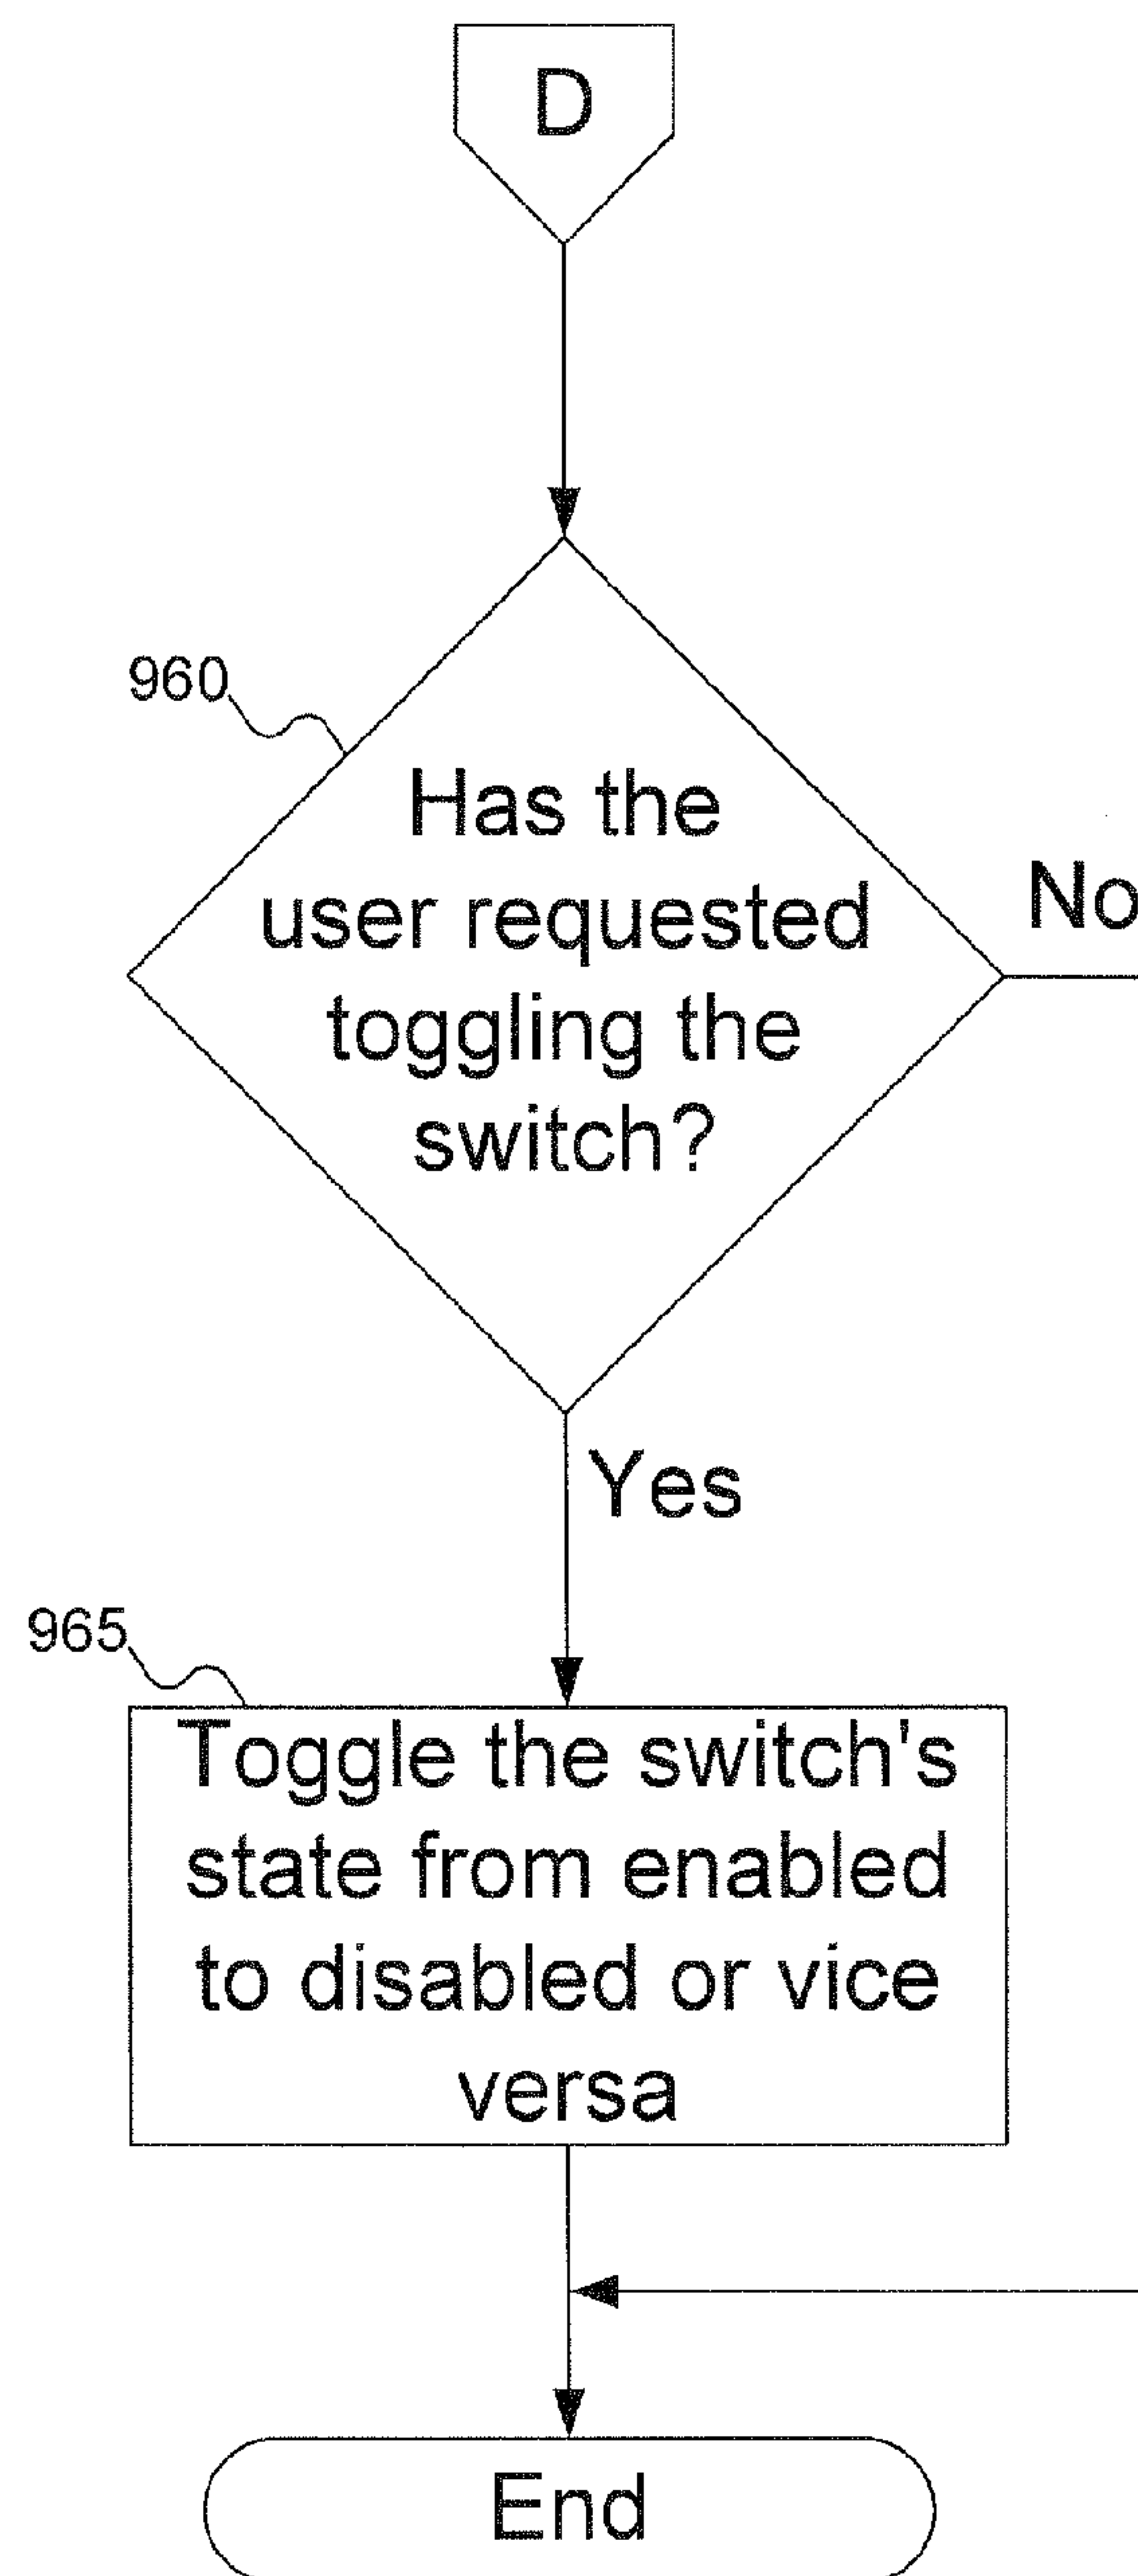 D
960
Has the
user requested
toggling the
switch?
No
Yes
965
Toggle the switch's
state from enabled
to disabled or vice
versa
End